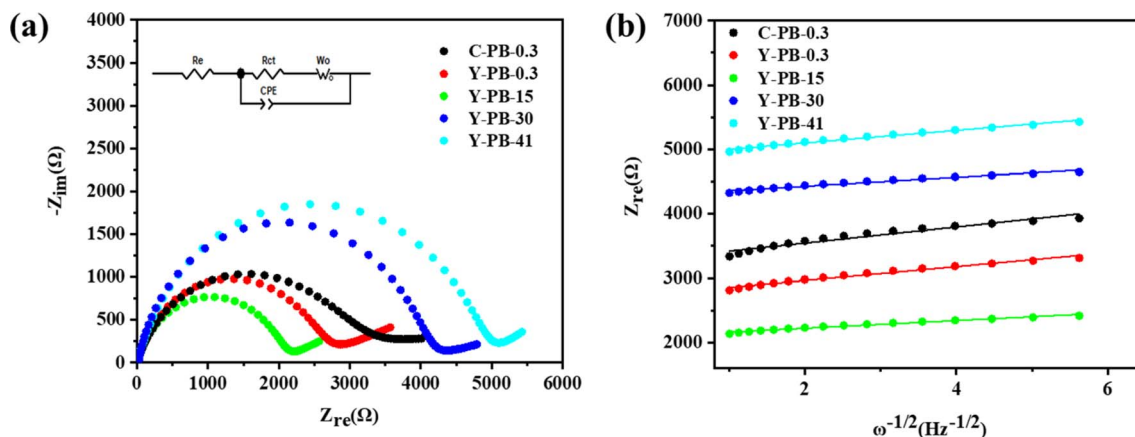 (a)
4000
3500
3000
2500
2000
1500
1000
500
0
-Zim(Ω)
Re
Rct
Wo
CPE
C-PB-0.3
Y-PB-0.3
Y-PB-15
Y-PB-30
Y-PB-41
0
1000
2000
3000
4000
5000
6000
Zre(Ω)
(b)
7000
6000
5000
4000
3000
2000
Zre(Ω)
C-PB-0.3
Y-PB-0.3
Y-PB-15
Y-PB-30
Y-PB-41
2
4
6
ω-1/2(Hz-1/2)